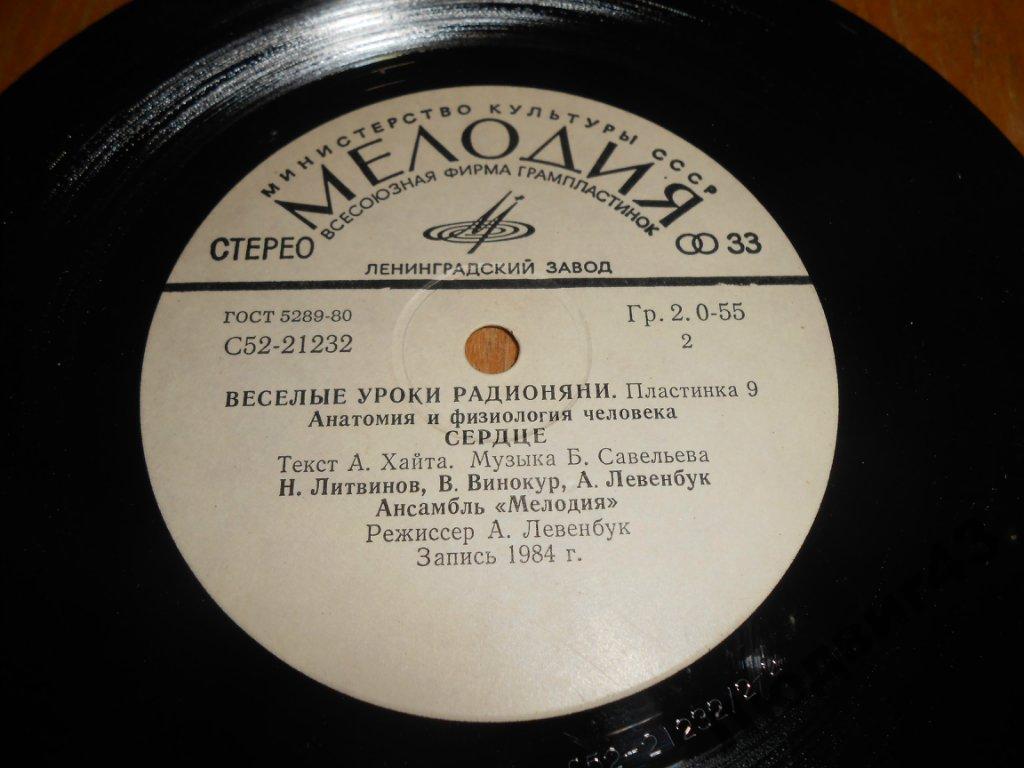 МИНИСТЕРСТВО КУЛЬТУРЫ СССР
МЕЛОДИЯ
ВСЕСОЮЗНАЯ ФИРМА ГРАМПЛАСТИНОК
СТЕРЕО
33
ЛЕНИНГРАДСКИЙ ЗАВОД
ГОСТ 5289-80
Гр. 2. 0-55
С52-21232
2
ВЕСЕЛЫЕ УРОКИ РАДИОНЯНИ. Пластинка 9
Анатомия и физиология человека
СЕРДЦЕ
Текст А. Хайта. Музыка Б. Савельева
Н. Литвинов, В. Винокур, А. Левенбук
Ансамбль «Мелодия»
Режиссер А. Левенбук
Запись 1984 г.